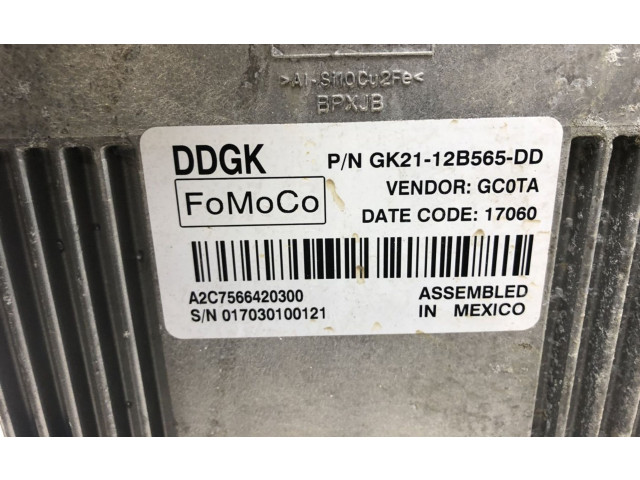 >Al-Si10Cu2Fe<
BPXJB
DDGK
P/N GK21-12B565-DD
FoMoCo
VENDOR: GC0TA
DATE CODE: 17060
A2C7566420300
ASSEMBLED
S/N 017030100121
IN MEXICO